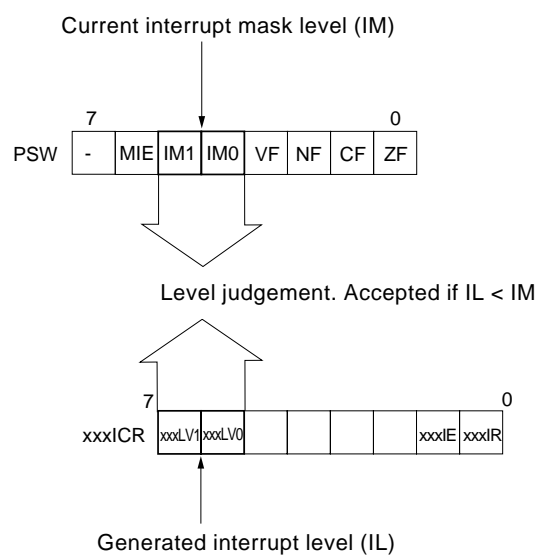 Current interrupt mask level (IM)
7 0
PSW - MIE IM1 IM0 VF NF CF ZF
Level judgement. Accepted if IL < IM
7 0
xxxICR xxxLV1 xxxLV0 xxxIE xxxIR
Generated interrupt level (IL)